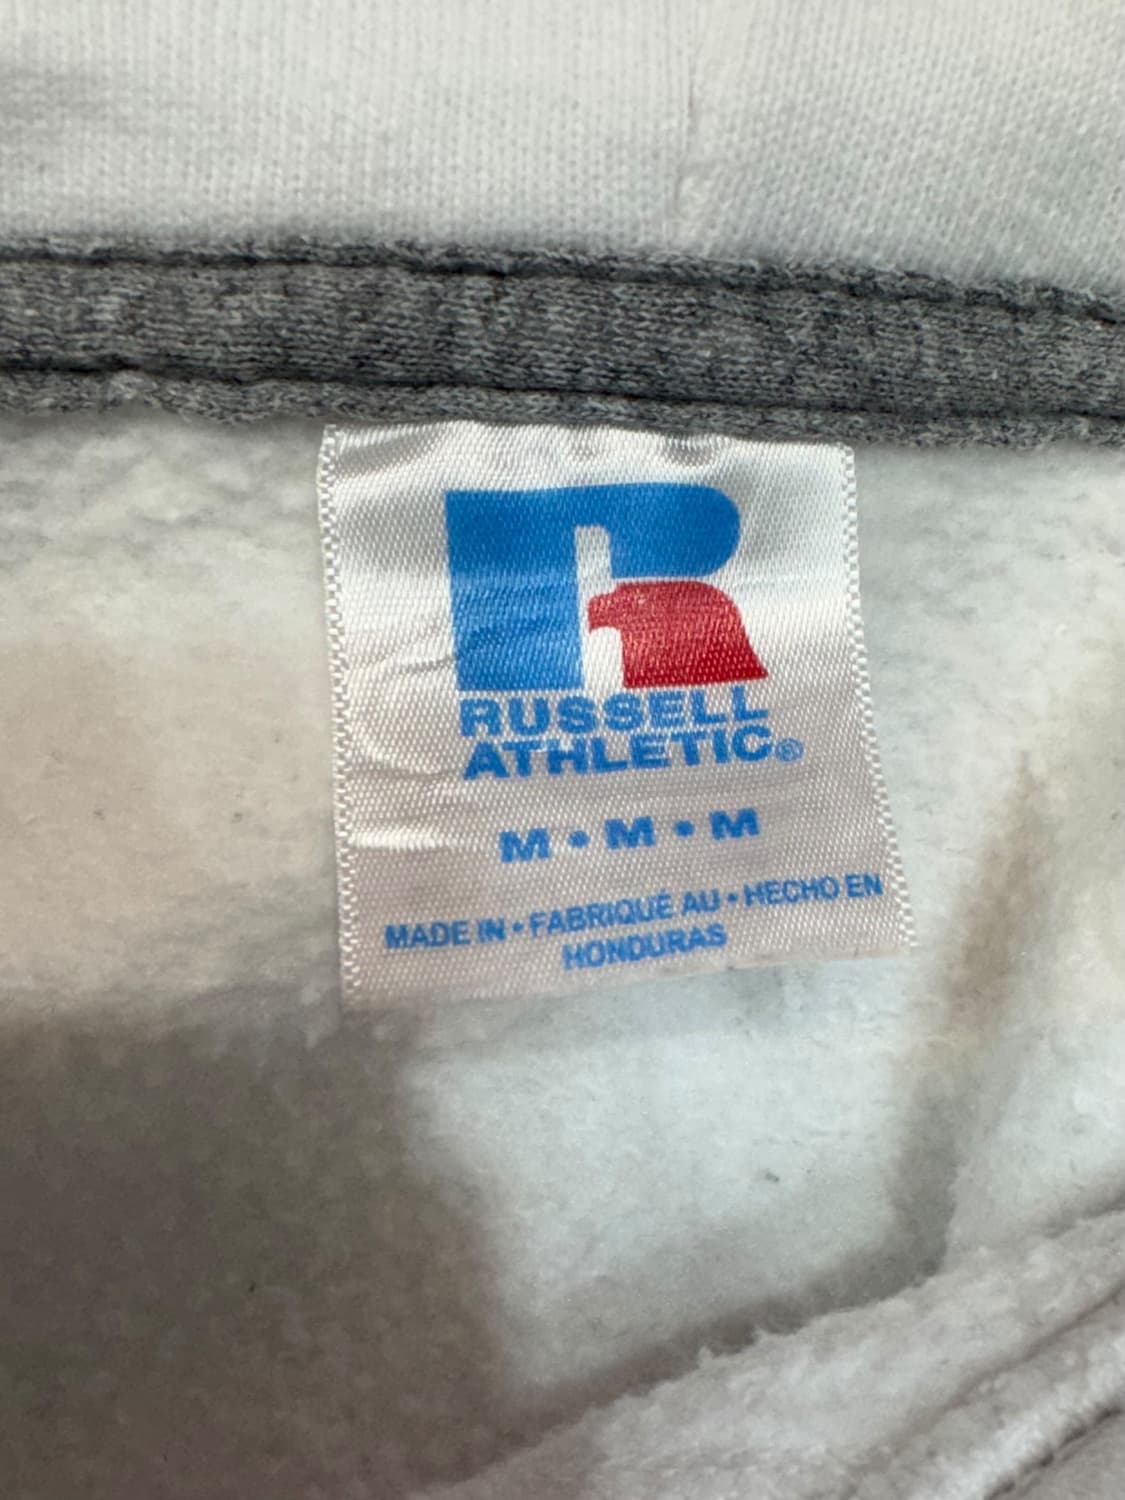 R
RUSSELL
ATHLETIC®
M • M • M
MADE IN • FABRIQUÉ AU • HECHO EN
HONDURAS